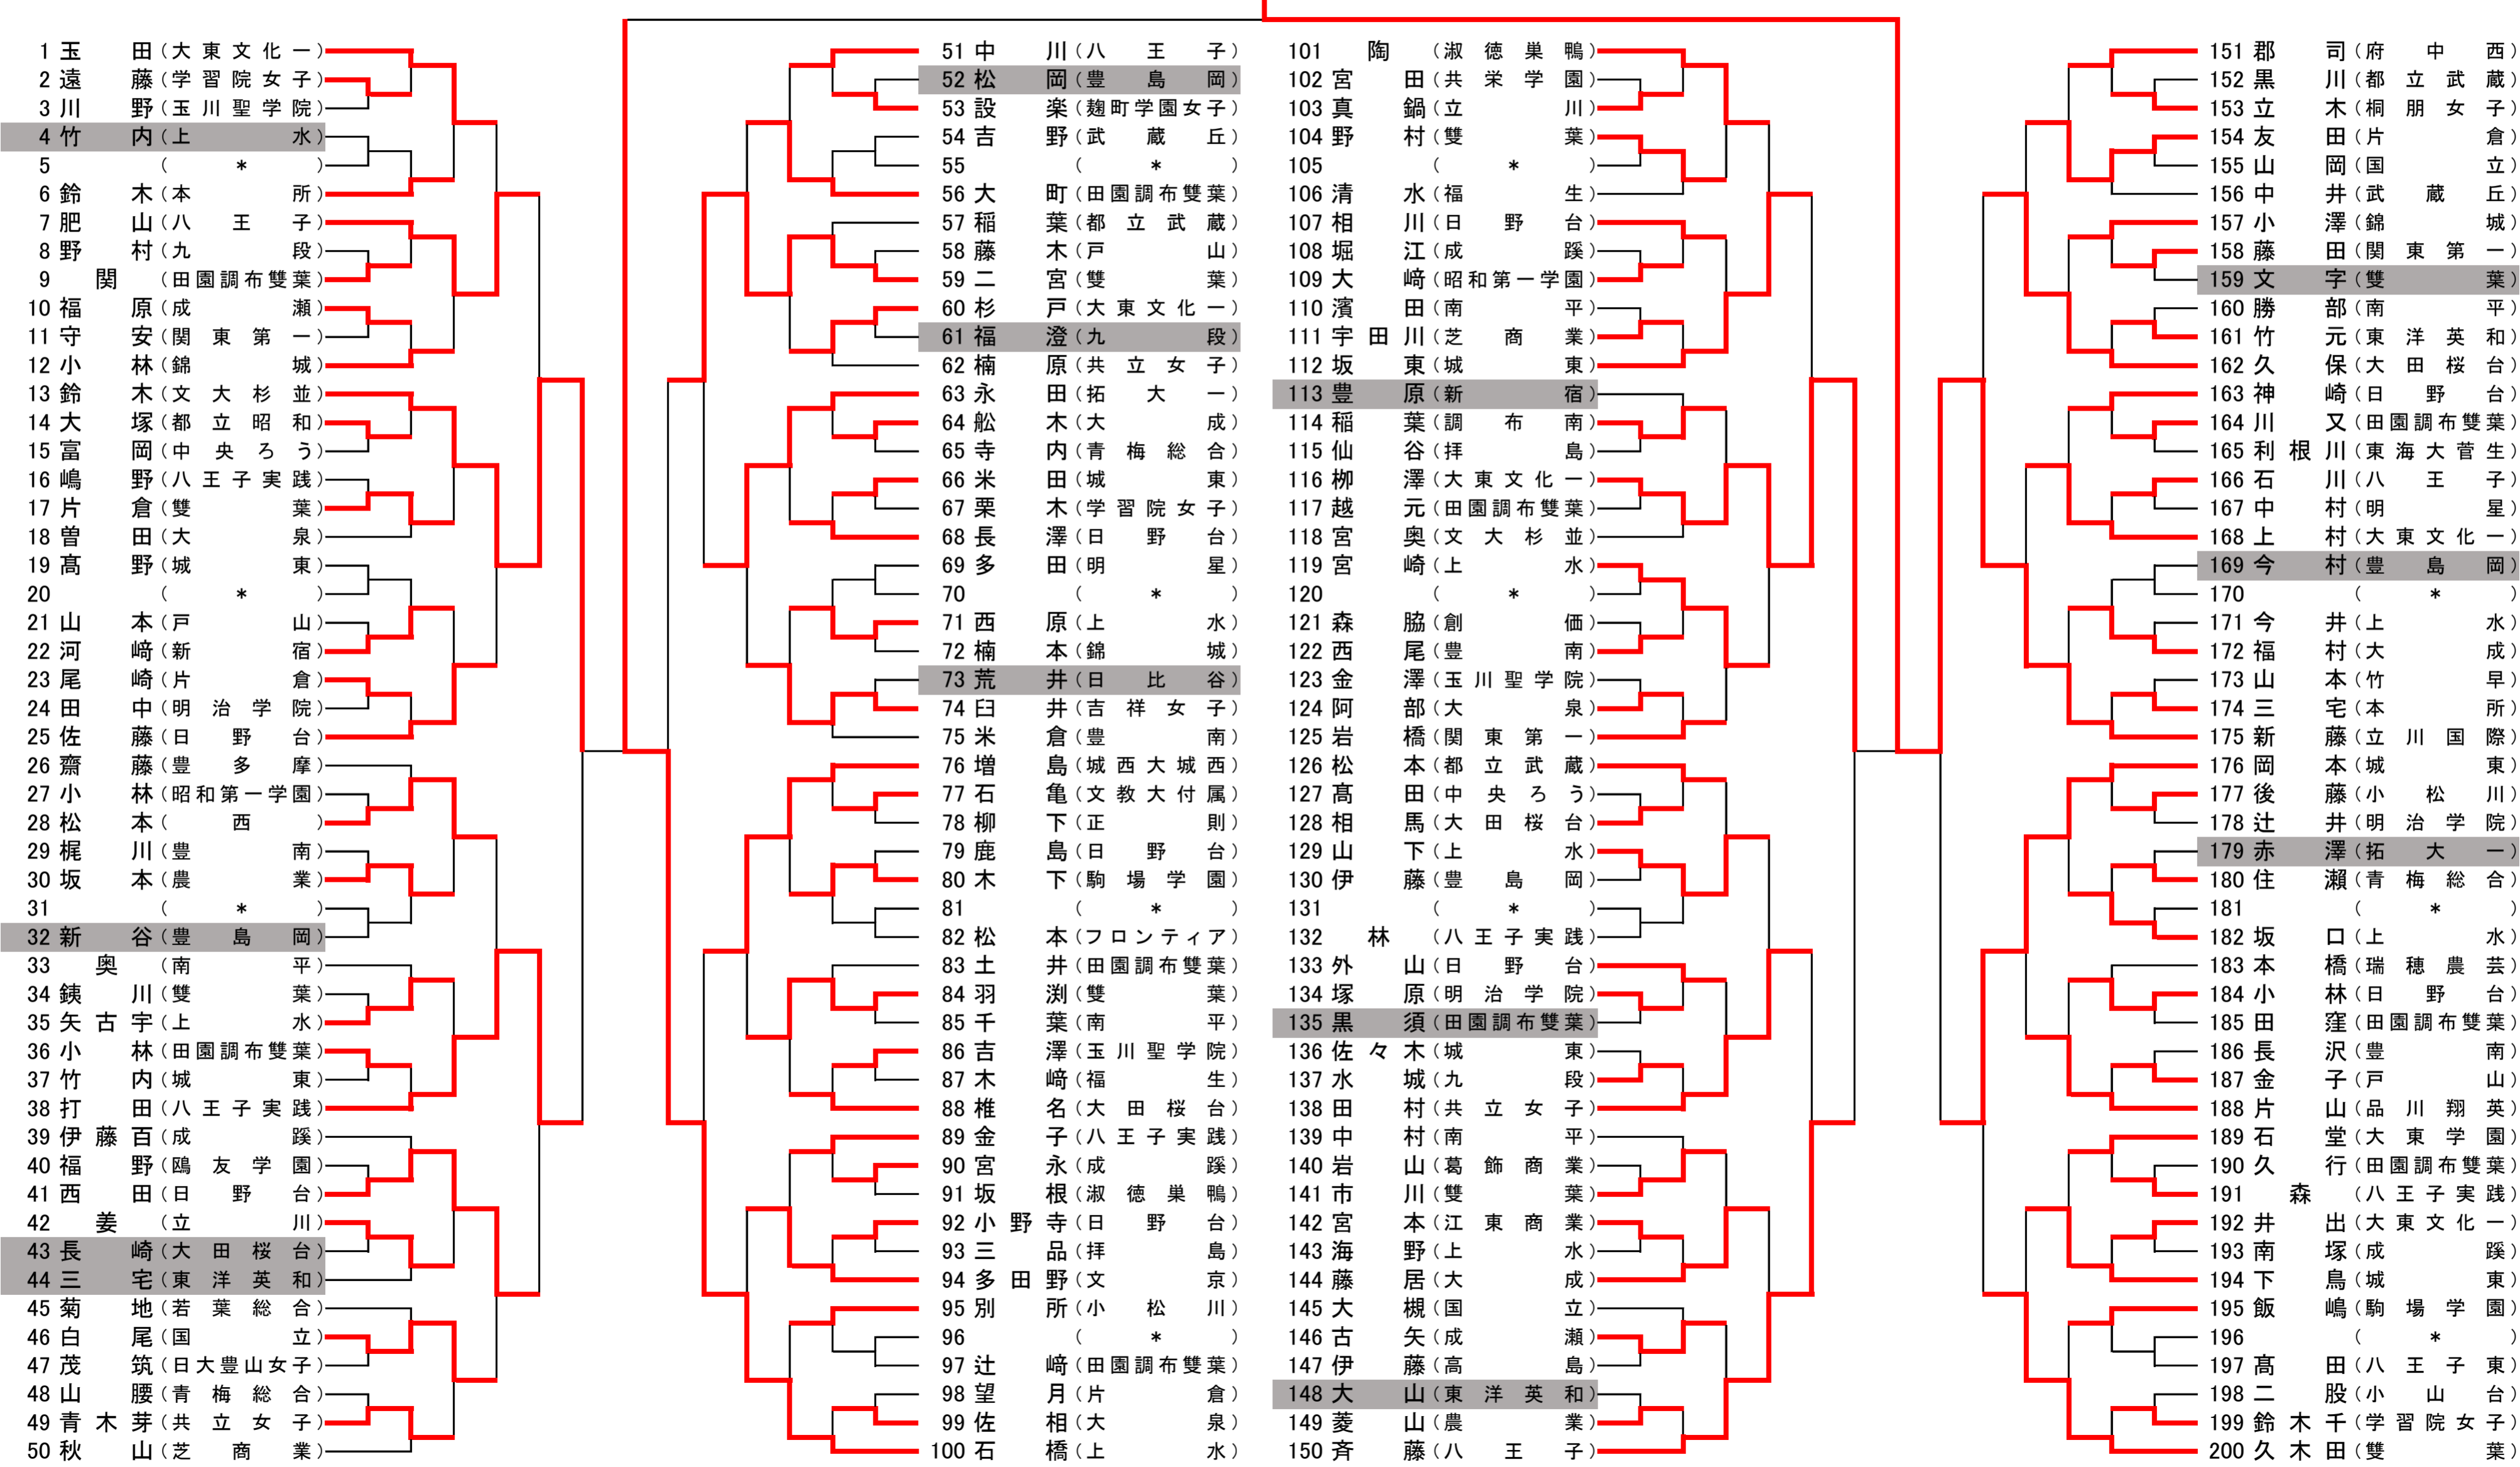 1 玉田(大東文化一)
2 遠藤(学習院女子)
3 川野(玉川聖学院)
4 竹内(上水)
5 (*)
6 鈴木(本所)
7 肥山(八王子)
8 野村(九段)
9 関(田園調布雙葉)
10 福原(成瀬)
11 守安(関東第一)
12 小林(錦城)
13 鈴木(文大杉並)
14 大塚(都立昭和)
15 富岡(中央ろう)
16 嶋野(八王子実践)
17 片倉(雙葉)
18 曽田(大泉)
19 髙野(城東)
20 (*)
21 山本(戸山)
22 河﨑(新宿)
23 尾崎(片倉)
24 田中(明治学院)
25 佐藤(日野台)
26 齋藤(豊多摩)
27 小林(昭和第一学園)
28 松本(西)
29 梶川(豊南)
30 坂本(農業)
31 (*)
32 新谷(豊島岡)
33 奥(南平)
34 銕川(雙葉)
35 矢古宇(上水)
36 小林(田園調布雙葉)
37 竹内(城東)
38 打田(八王子実践)
39 伊藤百(成蹊)
40 福野(鴎友学園)
41 西田(日野台)
42 姜(立川)
43 長崎(大田桜台)
44 三宅(東洋英和)
45 菊地(若葉総合)
46 白尾(国立)
47 茂筑(日大豊山女子)
48 山腰(青梅総合)
49 青木芽(共立女子)
50 秋山(芝商業)
51 中川(八王子)
52 松岡(豊島岡)
53 設楽(麹町学園女子)
54 吉野(武蔵丘)
55 (*)
56 大町(田園調布雙葉)
57 稲葉(都立武蔵)
58 藤木(戸山)
59 二宮(雙葉)
60 杉戸(大東文化一)
61 福澄(九段)
62 楠原(共立女子)
63 永田(拓大一)
64 舩木(大成)
65 寺内(青梅総合)
66 米田(城東)
67 栗木(学習院女子)
68 長澤(日野台)
69 多田(明星)
70 (*)
71 西原(上水)
72 楠本(錦城)
73 荒井(日比谷)
74 臼井(吉祥女子)
75 米倉(豊南)
76 増島(城西大城西)
77 石亀(文教大付属)
78 柳下(正則)
79 鹿島(日野台)
80 木下(駒場学園)
81 (*)
82 松本(フロンティア)
83 土井(田園調布雙葉)
84 羽渕(雙葉)
85 千葉(南平)
86 吉澤(玉川聖学院)
87 木﨑(福生)
88 椎名(大田桜台)
89 金子(八王子実践)
90 宮永(成蹊)
91 坂根(淑徳巣鴨)
92 小野寺(日野台)
93 三品(拝島)
94 多田野(文京)
95 別所(小松川)
96 (*)
97 辻﨑(田園調布雙葉)
98 望月(片倉)
99 佐相(大泉)
100 石橋(上水)
101 陶(淑徳巣鴨)
102 宮田(共栄学園)
103 真鍋(立川)
104 野村(雙葉)
105 (*)
106 清水(福生)
107 相川(日野台)
108 堀江(成蹊)
109 大﨑(昭和第一学園)
110 濱田(南平)
111 宇田川(芝商業)
112 坂東(城東)
113 豊原(新宿)
114 稲葉(調布南)
115 仙谷(拝島)
116 栁澤(大東文化一)
117 越元(田園調布雙葉)
118 宮奥(文大杉並)
119 宮崎(上水)
120 (*)
121 森脇(創価)
122 西尾(豊南)
123 金澤(玉川聖学院)
124 阿部(大泉)
125 岩橋(関東第一)
126 松本(都立武蔵)
127 髙田(中央ろう)
128 相馬(大田桜台)
129 山下(上水)
130 伊藤(豊島岡)
131 (*)
132 林(八王子実践)
133 外山(日野台)
134 塚原(明治学院)
135 黒須(田園調布雙葉)
136 佐々木(城東)
137 水城(九段)
138 田村(共立女子)
139 中村(南平)
140 岩山(葛飾商業)
141 市川(雙葉)
142 宮本(江東商業)
143 海野(上水)
144 藤居(大成)
145 大槻(国立)
146 古矢(成瀬)
147 伊藤(高島)
148 大山(東洋英和)
149 菱山(農業)
150 斉藤(八王子)
151 郡司(府中西)
152 黒川(都立武蔵)
153 立木(桐朋女子)
154 友田(片倉)
155 山岡(国立)
156 中井(武蔵丘)
157 小澤(錦城)
158 藤田(関東第一)
159 文字(雙葉)
160 勝部(南平)
161 竹元(東洋英和)
162 久保(大田桜台)
163 神崎(日野台)
164 川又(田園調布雙葉)
165 利根川(東海大菅生)
166 石川(八王子)
167 中村(明星)
168 上村(大東文化一)
169 今村(豊島岡)
170 (*)
171 今井(上水)
172 福村(大成)
173 山本(竹早)
174 三宅(本所)
175 新藤(立川国際)
176 岡本(城東)
177 後藤(小松川)
178 辻井(明治学院)
179 赤澤(拓大一)
180 住瀬(青梅総合)
181 (*)
182 坂口(上水)
183 本橋(瑞穂農芸)
184 小林(日野台)
185 田窪(田園調布雙葉)
186 長沢(豊南)
187 金子(戸山)
188 片山(品川翔英)
189 石堂(大東学園)
190 久行(田園調布雙葉)
191 森(八王子実践)
192 井出(大東文化一)
193 南塚(成蹊)
194 下鳥(城東)
195 飯嶋(駒場学園)
196 (*)
197 髙田(八王子東)
198 二股(小山台)
199 鈴木千(学習院女子)
200 久木田(雙葉)